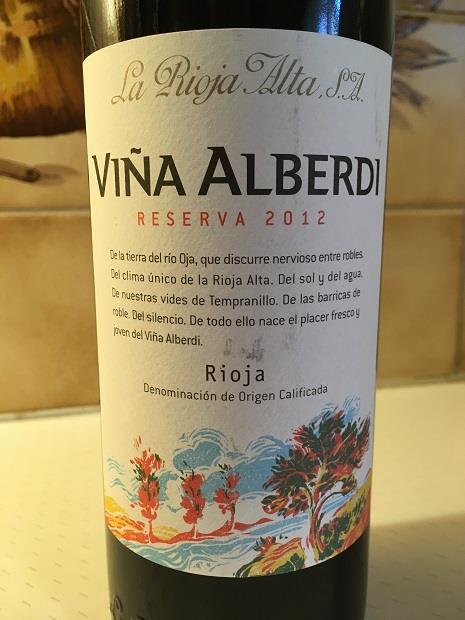 La Rioja Alta, S.A.
VIÑA ALBERDI
RESERVA 2012
De la tierra del río Oja, que discurre nervioso entre robles.
Del clima único de la Rioja Alta. Del sol y del agua.
De nuestras vides de Tempranillo. De las barricas de
roble. Del silencio. De todo ello nace el placer fresco y
joven del Viña Alberdi.
Rioja
Denominación de Origen Calificada